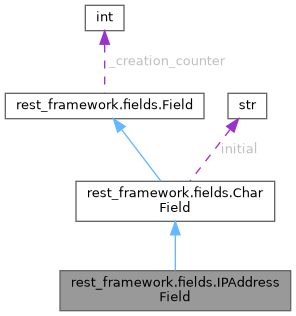 int
_creation_counter
rest_framework.fields.Field
str
initial
rest_framework.fields.Char
Field
rest_framework.fields.IPAddress
Field